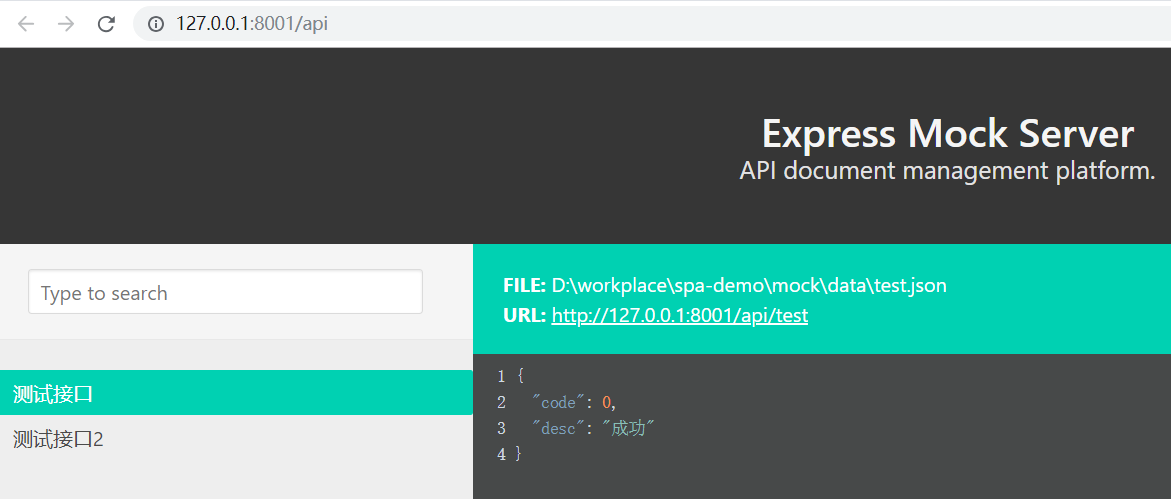 127.0.0.1:8001/api
Express Mock Server
API document management platform.
Type to search
测试接口
测试接口2
FILE: D:\workplace\spa-demo\mock\data\test.json
URL: http://127.0.0.1:8001/api/test
1 {
2   "code": 0,
3   "desc": "成功"
4 }